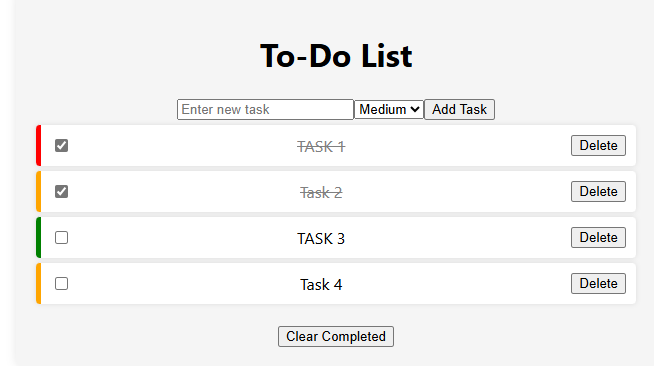 To-Do List
Enter new task Medium Add Task
TASK 1 Delete
Task 2 Delete
TASK 3 Delete
Task 4 Delete
Clear Completed